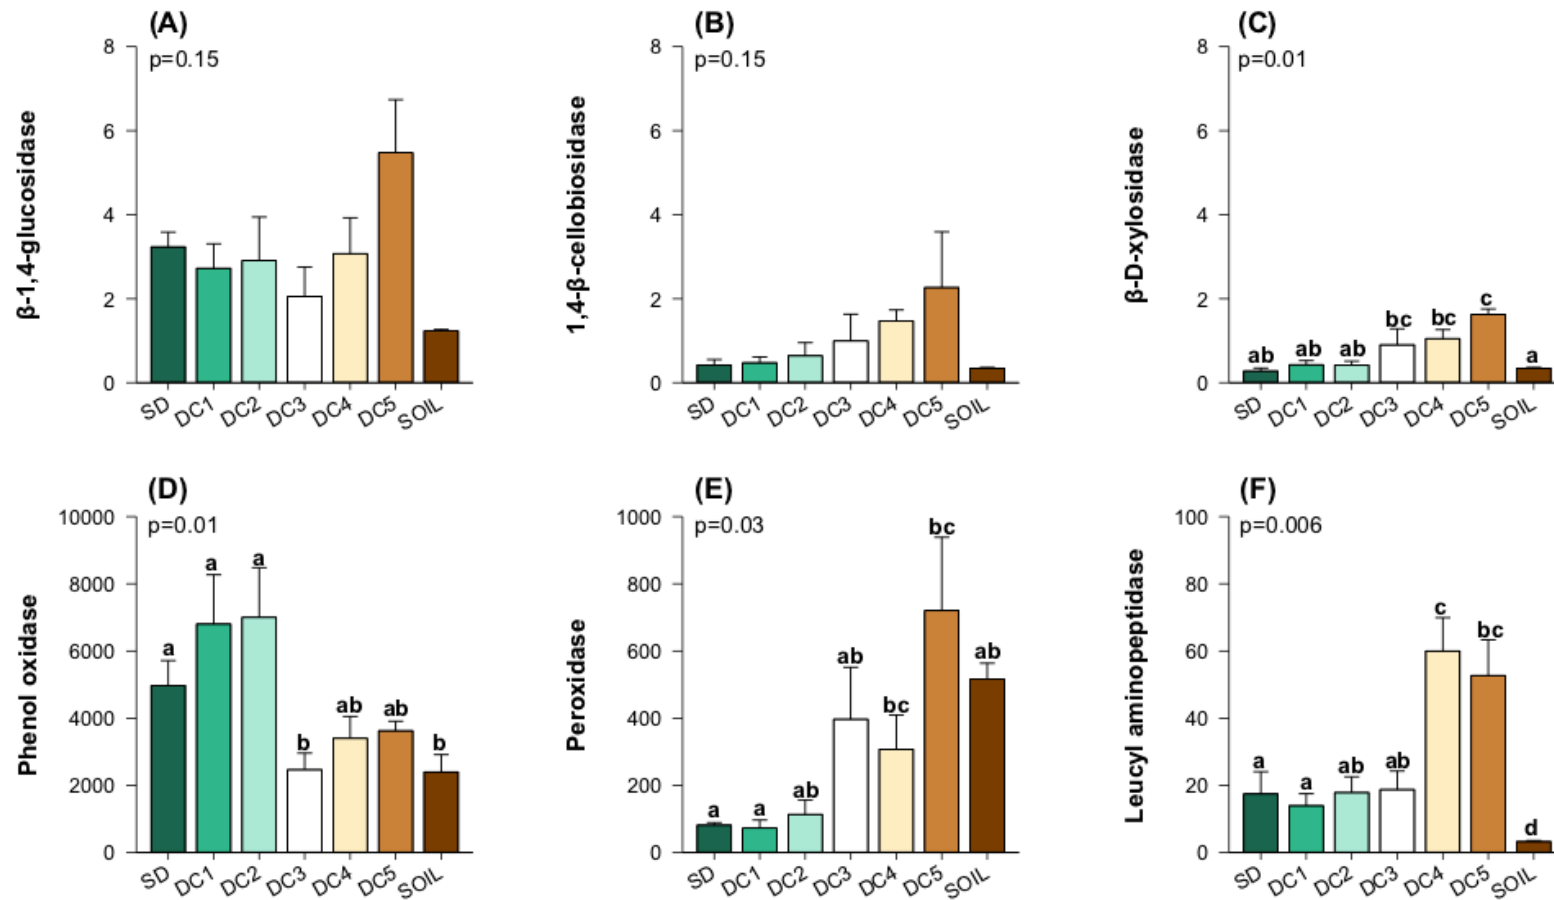 (A)
p=0.15
β-1,4-glucosidase
8
6
4
2
0
SD DC1 DC2 DC3 DC4 DC5 SOIL
(B)
p=0.15
1,4-β-cellobiosidase
8
6
4
2
0
SD DC1 DC2 DC3 DC4 DC5 SOIL
(C)
p=0.01
β-D-xylosidase
8
6
4
2
0
ab ab ab bc bc c a
SD DC1 DC2 DC3 DC4 DC5 SOIL
(D)
p=0.01
Phenol oxidase
10000
8000
6000
4000
2000
0
a a a b ab ab b
SD DC1 DC2 DC3 DC4 DC5 SOIL
(E)
p=0.03
Peroxidase
1000
800
600
400
200
0
a a ab ab bc bc ab
SD DC1 DC2 DC3 DC4 DC5 SOIL
(F)
p=0.006
Leucyl aminopeptidase
100
80
60
40
20
0
a a ab ab c bc d
SD DC1 DC2 DC3 DC4 DC5 SOIL